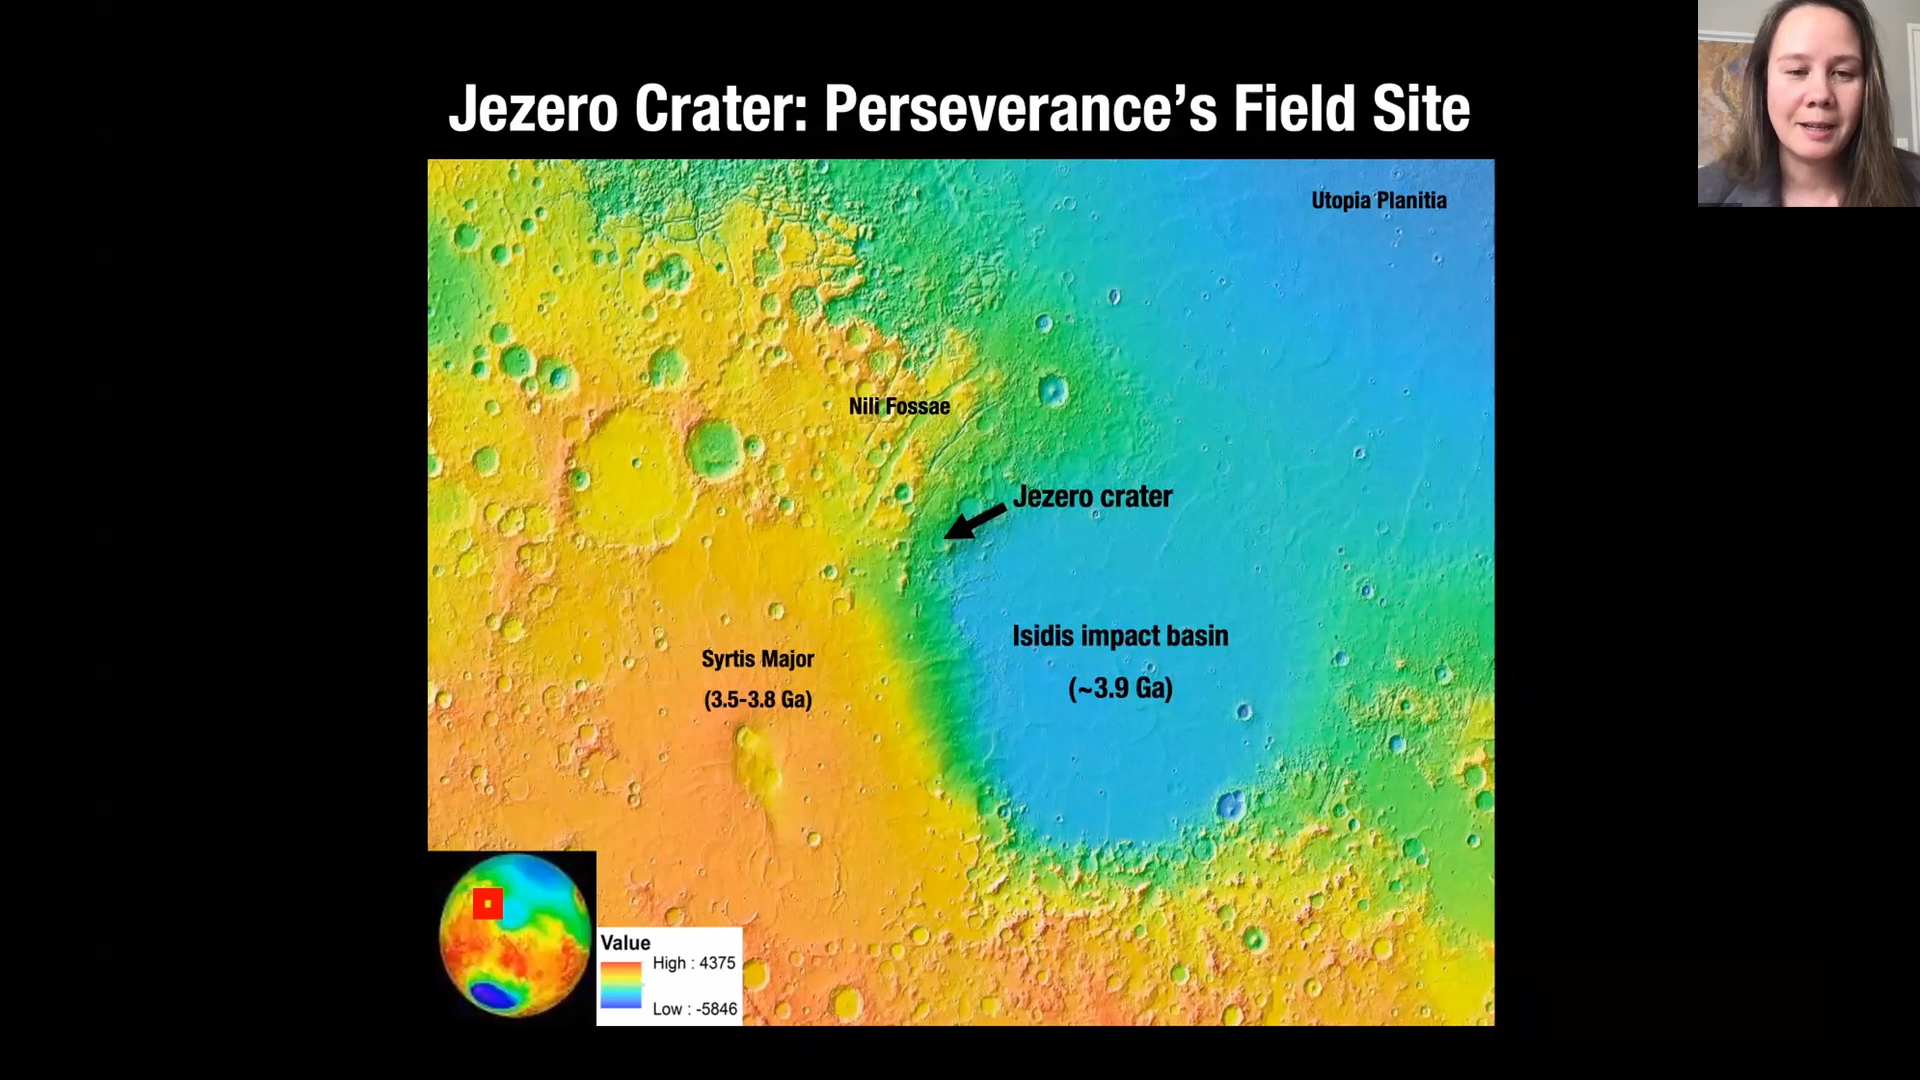 Jezero Crater: Perseverance's Field Site
Utopia Planitia
Nili Fossae
Jezero crater
Isidis impact basin
(~3.9 Ga)
Syrtis Major
(3.5-3.8 Ga)
Value
High : 4375
Low : -5846